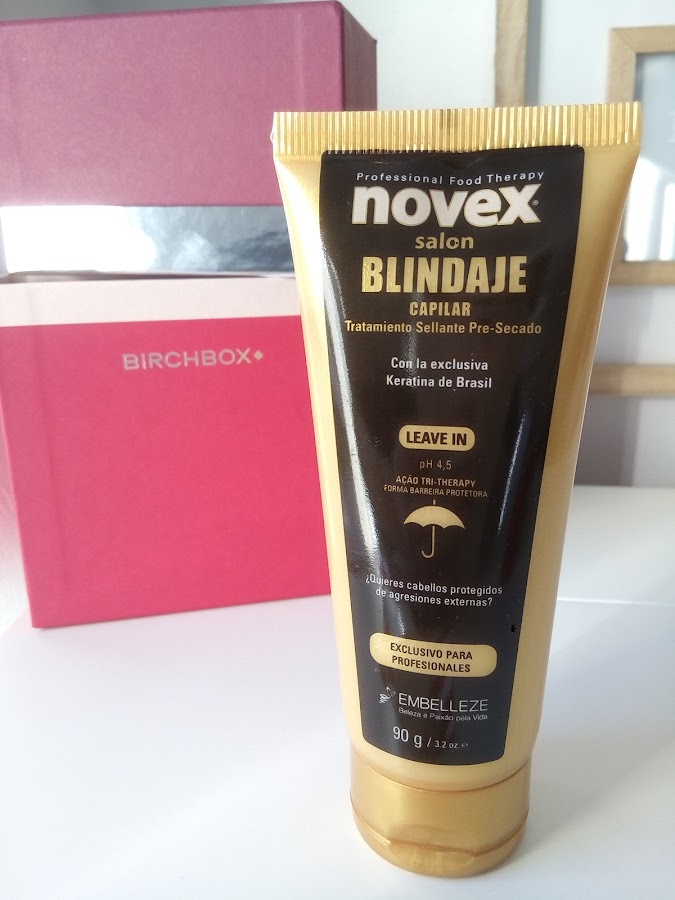 Professional Food Therapy
novex®
salon
BLINDAJE
CAPILAR
Tratamiento Sellante Pre-Secado
Con la exclusiva
Keratina de Brasil
LEAVE IN
pH 4,5
AÇÃO TRI-THERAPY
FORMA BARREIRA PROTETORA
¿Quieres cabellos protegidos
de agresiones externas?
EXCLUSIVO PARA
PROFESIONALES
EMBELLEZE
Beleza é Paixão pela Vida
90 g / 3.2 oz. ℮
BIRCHBOX